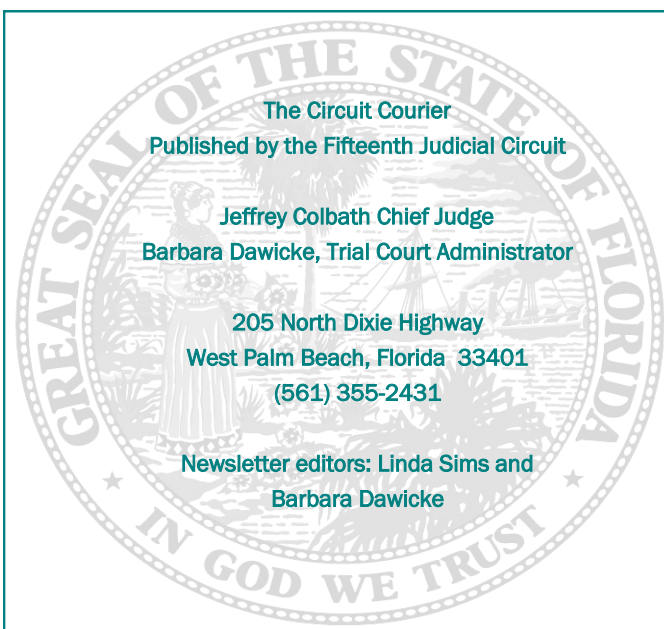 GREAT SEAL OF THE STATE OF FLORIDA
The Circuit Courier
Published by the Fifteenth Judicial Circuit
Jeffrey Colbath Chief Judge
Barbara Dawicke, Trial Court Administrator
205 North Dixie Highway
West Palm Beach, Florida  33401
(561) 355-2431
Newsletter editors: Linda Sims and
Barbara Dawicke
IN GOD WE TRUST